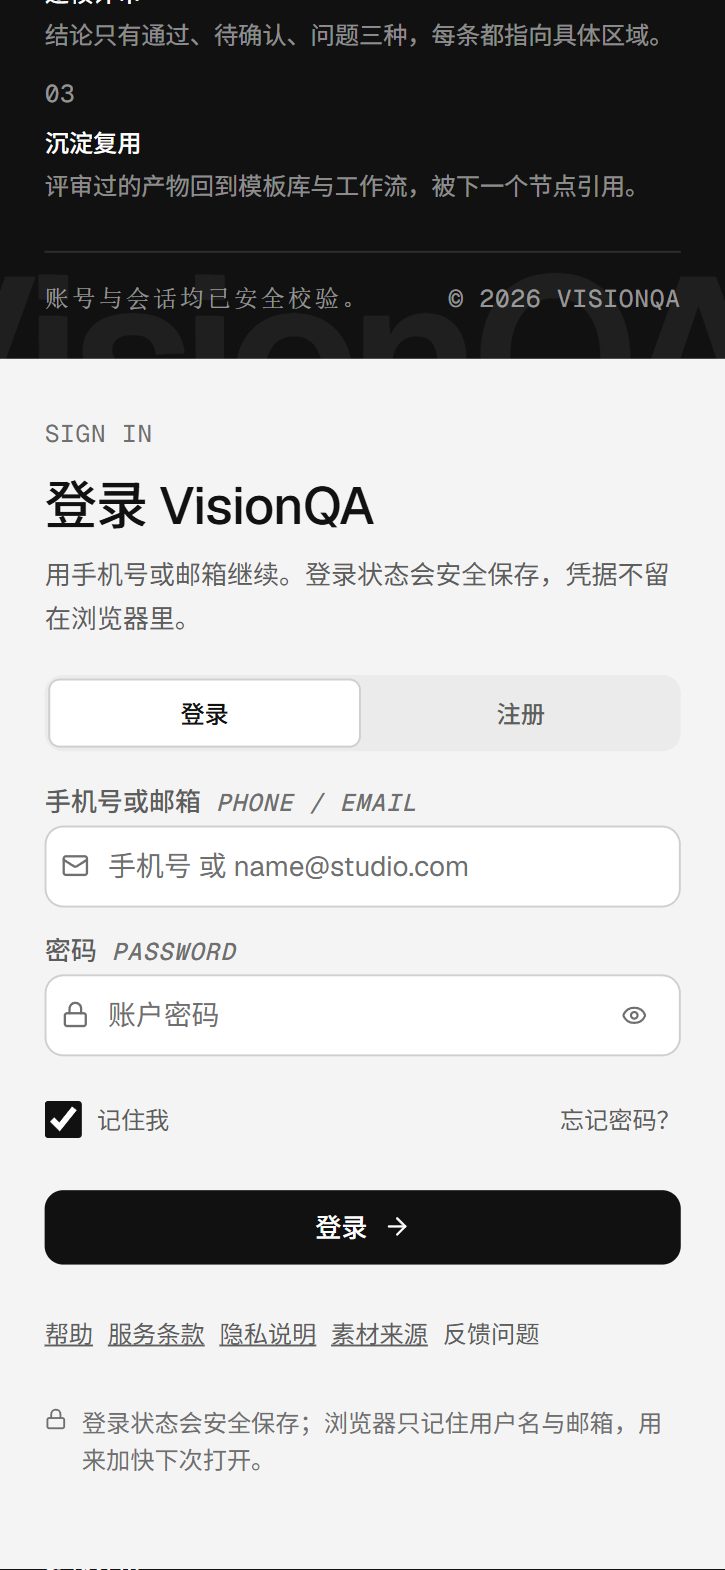 结论只有通过、待确认、问题三种，每条都指向具体区域。
03
沉淀复用
评审过的产物回到模板库与工作流，被下一个节点引用。
账号与会话均已安全校验。 © 2026 VISIONQA
VisionQA
SIGN IN
登录 VisionQA
用手机号或邮箱继续。登录状态会安全保存，凭据不留
在浏览器里。
登录 注册
手机号或邮箱 PHONE / EMAIL
手机号 或 name@studio.com
密码 PASSWORD
账户密码
记住我 忘记密码？
登录 →
帮助 服务条款 隐私说明 素材来源 反馈问题
登录状态会安全保存；浏览器只记住用户名与邮箱，用
来加快下次打开。